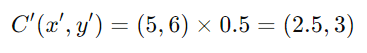 C′(x′, y′) = (5, 6) × 0.5 = (2.5, 3)